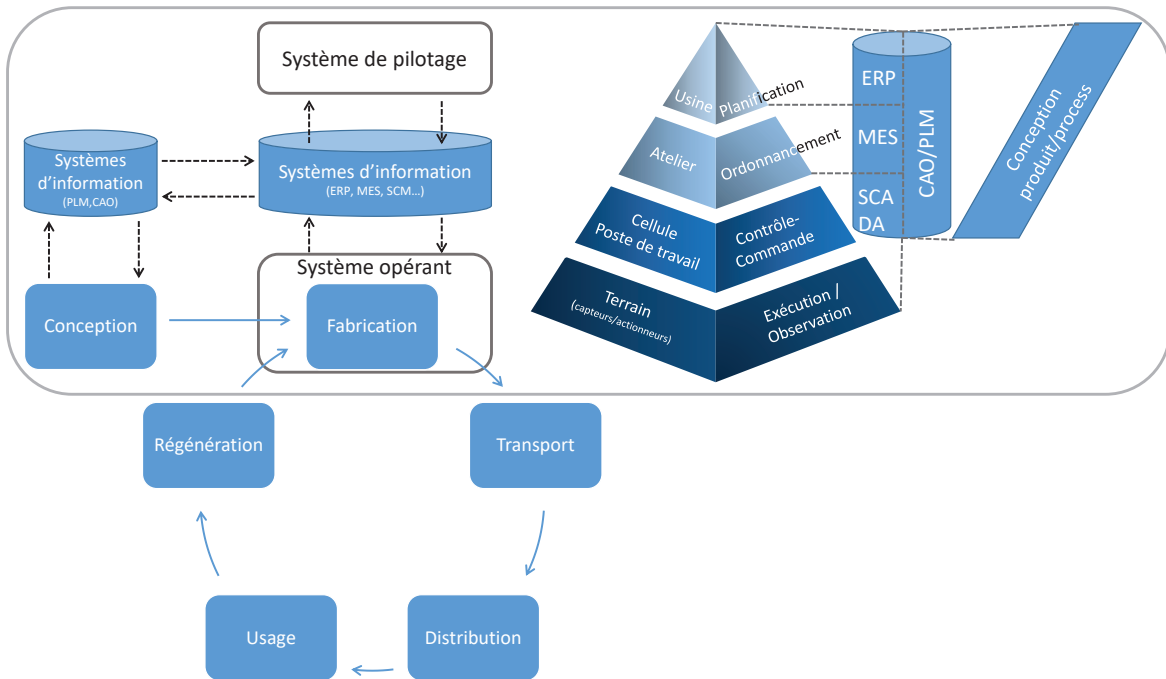 Système de pilotage
Systèmes
d’information
(PLM,CAO)
Systèmes d’information
(ERP, MES, SCM...)
Système opérant
Conception
Fabrication
Régénération
Transport
Usage
Distribution
Usine
Planification
Atelier
Ordonnancement
Cellule
Poste de travail
Contrôle-
Commande
Terrain
(capteurs/actionneurs)
Exécution /
Observation
ERP
MES
SCA
DA
CAO/PLM
Conception
produit/process